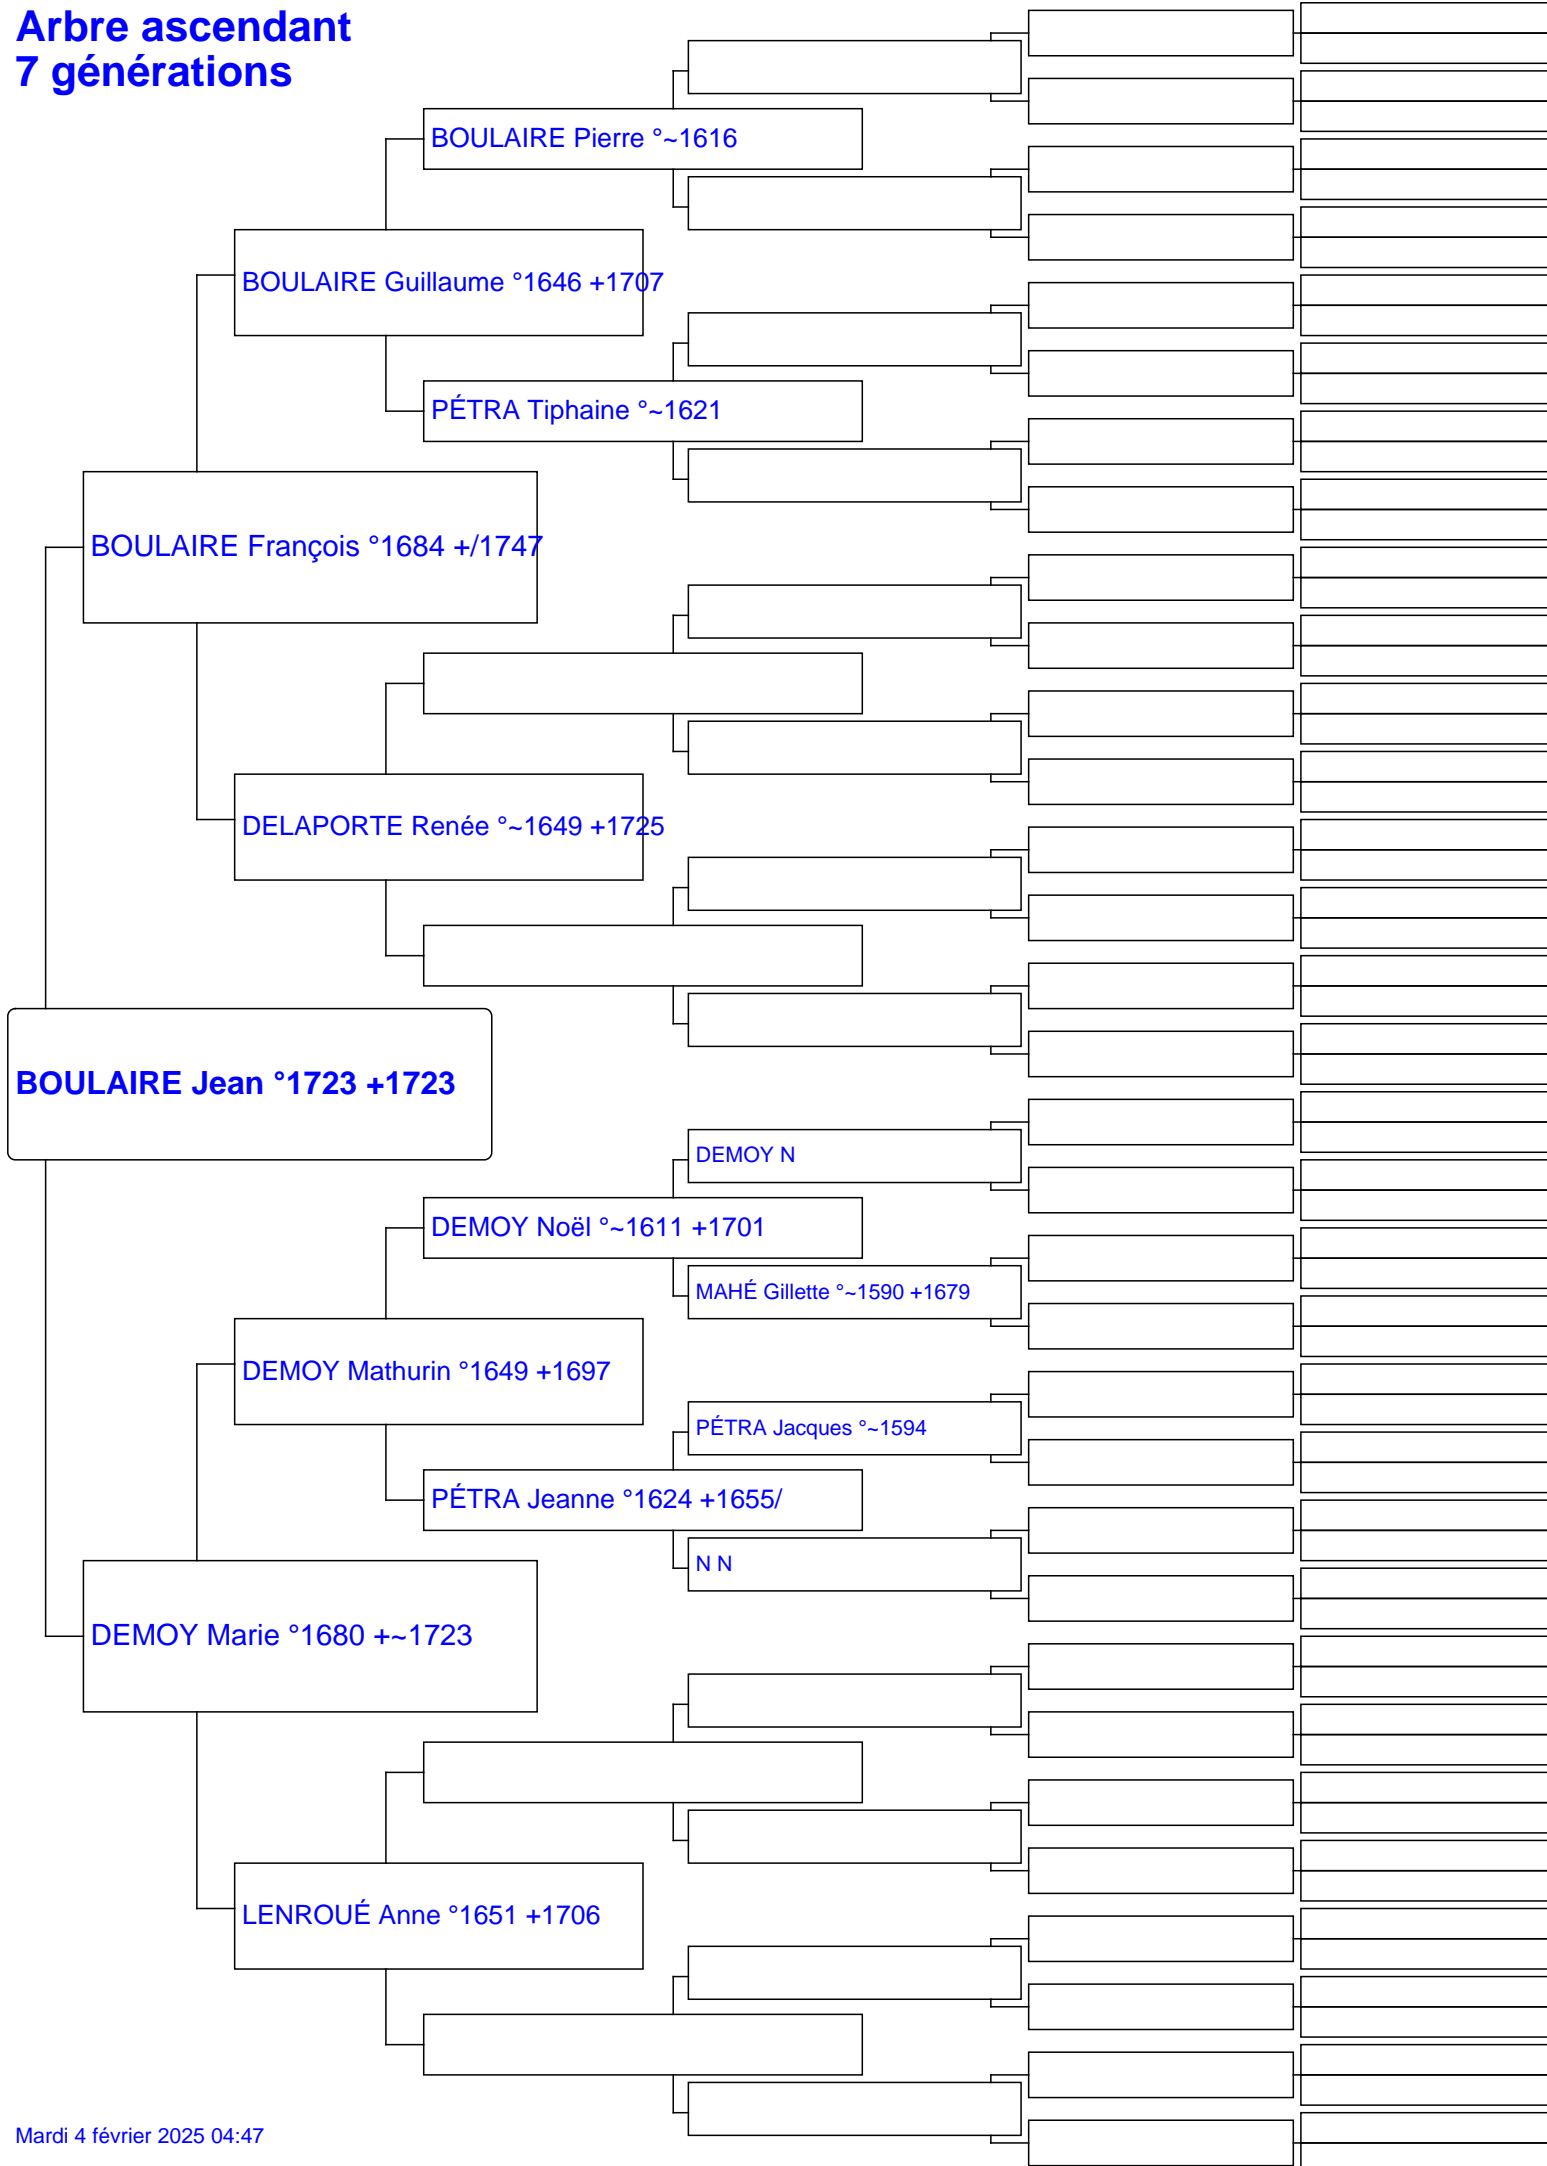 Arbre ascendant
7 générations
BOULAIRE Pierre °~1616
BOULAIRE Guillaume °1646 +1707
PÉTRA Tiphaine °~1621
BOULAIRE François °1684 +/1747
DELAPORTE Renée °~1649 +1725
BOULAIRE Jean °1723 +1723
DEMOY N
DEMOY Noël °~1611 +1701
MAHÉ Gillette °~1590 +1679
DEMOY Mathurin °1649 +1697
PÉTRA Jacques °~1594
PÉTRA Jeanne °1624 +1655/
N N
DEMOY Marie °1680 +~1723
LENROUÉ Anne °1651 +1706
Mardi 4 février 2025 04:47